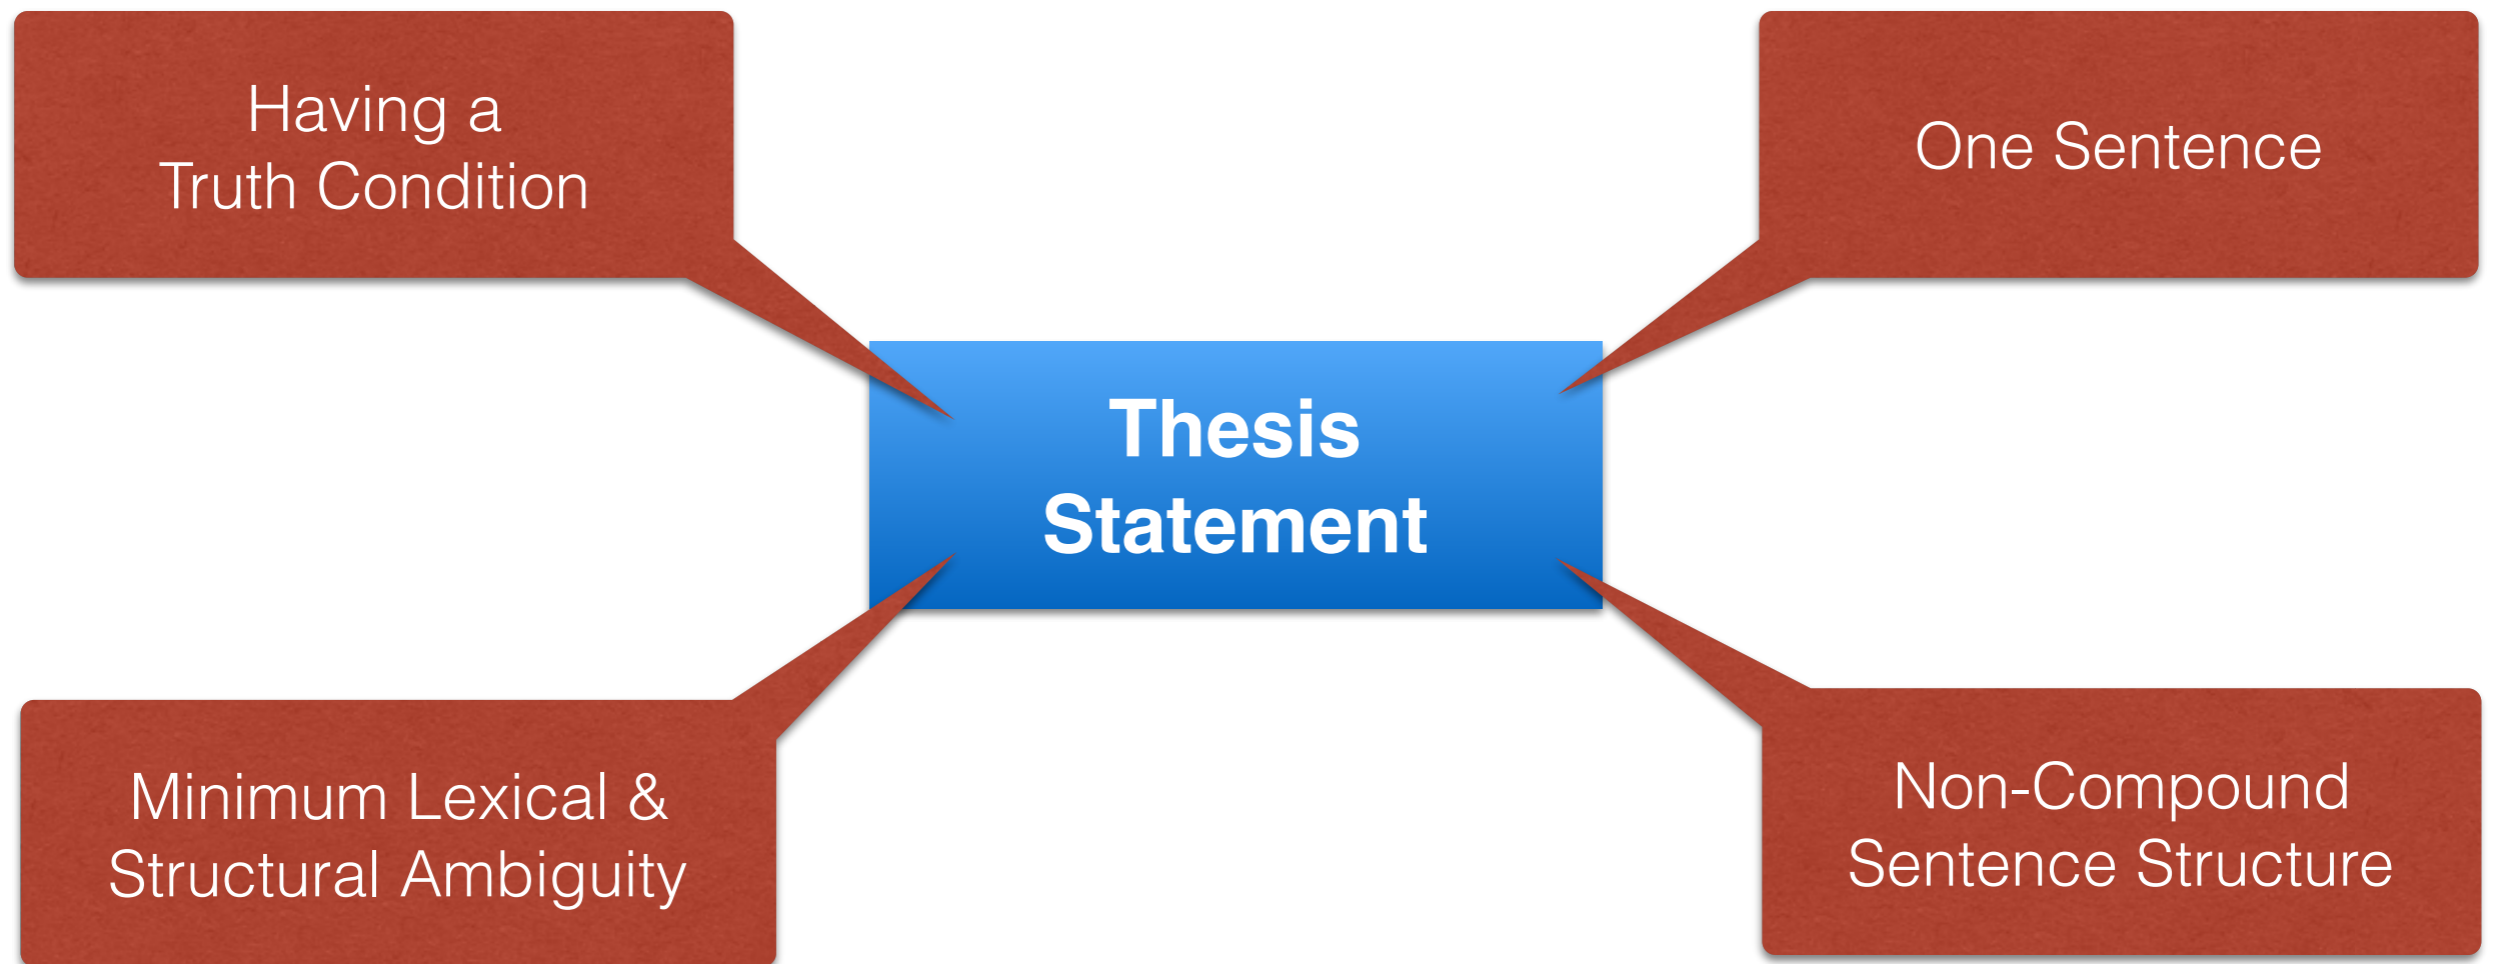 Having a
Truth Condition
One Sentence
Thesis
Statement
Minimum Lexical &
Structural Ambiguity
Non-Compound
Sentence Structure